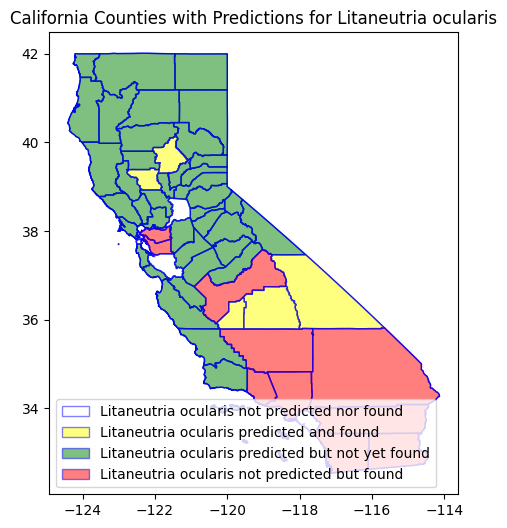 California Counties with Predictions for Litaneutria ocularis
42
40
38
36
34
Litaneutria ocularis not predicted nor found
Litaneutria ocularis predicted and found
Litaneutria ocularis predicted but not yet found
Litaneutria ocularis not predicted but found
−124 −122 −120 −118 −116 −114